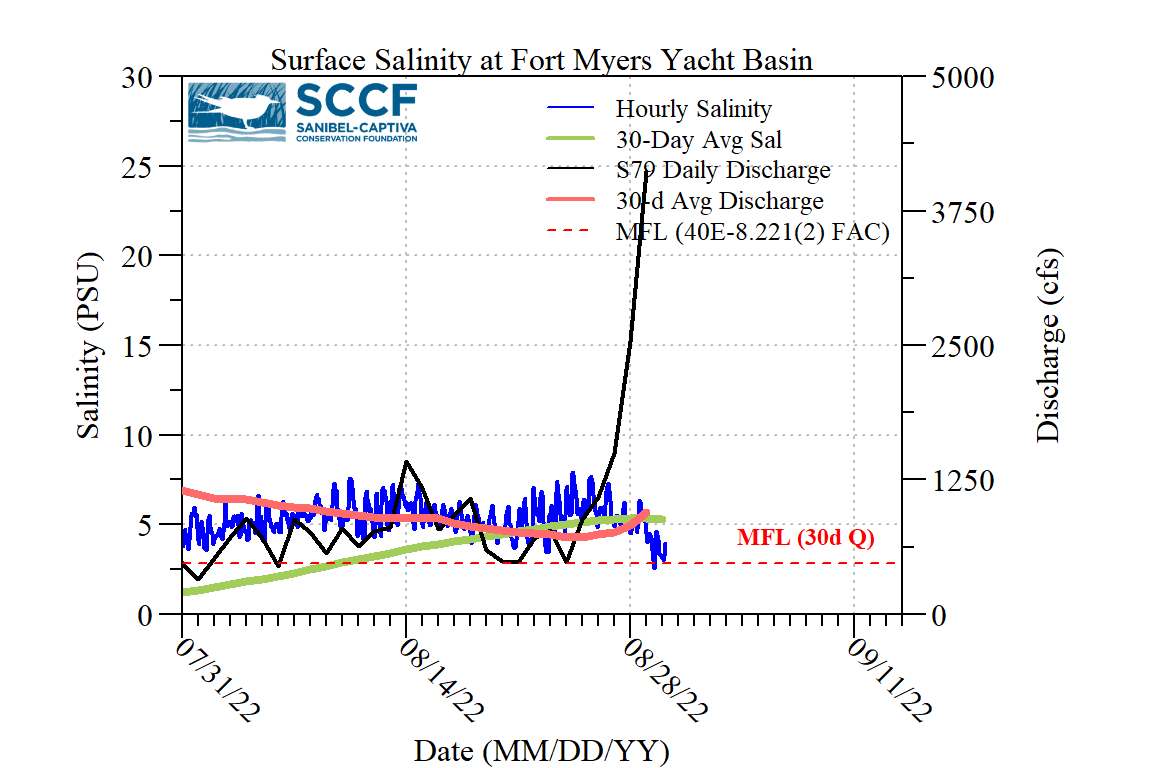 Surface Salinity at Fort Myers Yacht Basin
SCCF
SANIBEL-CAPTIVA
CONSERVATION FOUNDATION
Hourly Salinity
30-Day Avg Sal
S79 Daily Discharge
30-d Avg Discharge
MFL (40E-8.221(2) FAC)
30
25
20
15
10
5
0
Salinity (PSU)
5000
3750
2500
1250
0
Discharge (cfs)
MFL (30d Q)
07/31/22
08/14/22
08/28/22
09/11/22
Date (MM/DD/YY)